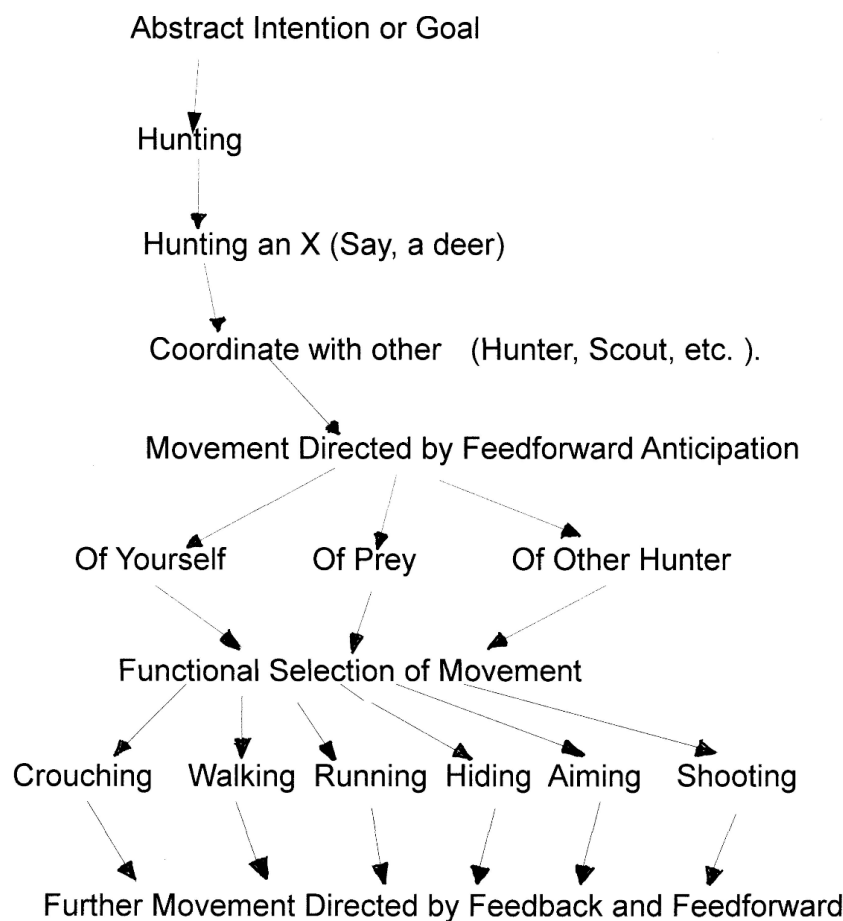 Abstract Intention or Goal
Hunting
Hunting an X (Say, a deer)
Coordinate with other (Hunter, Scout, etc. ).
Movement Directed by Feedforward Anticipation
Of Yourself Of Prey Of Other Hunter
Functional Selection of Movement
Crouching Walking Running Hiding Aiming Shooting
Further Movement Directed by Feedback and Feedforward